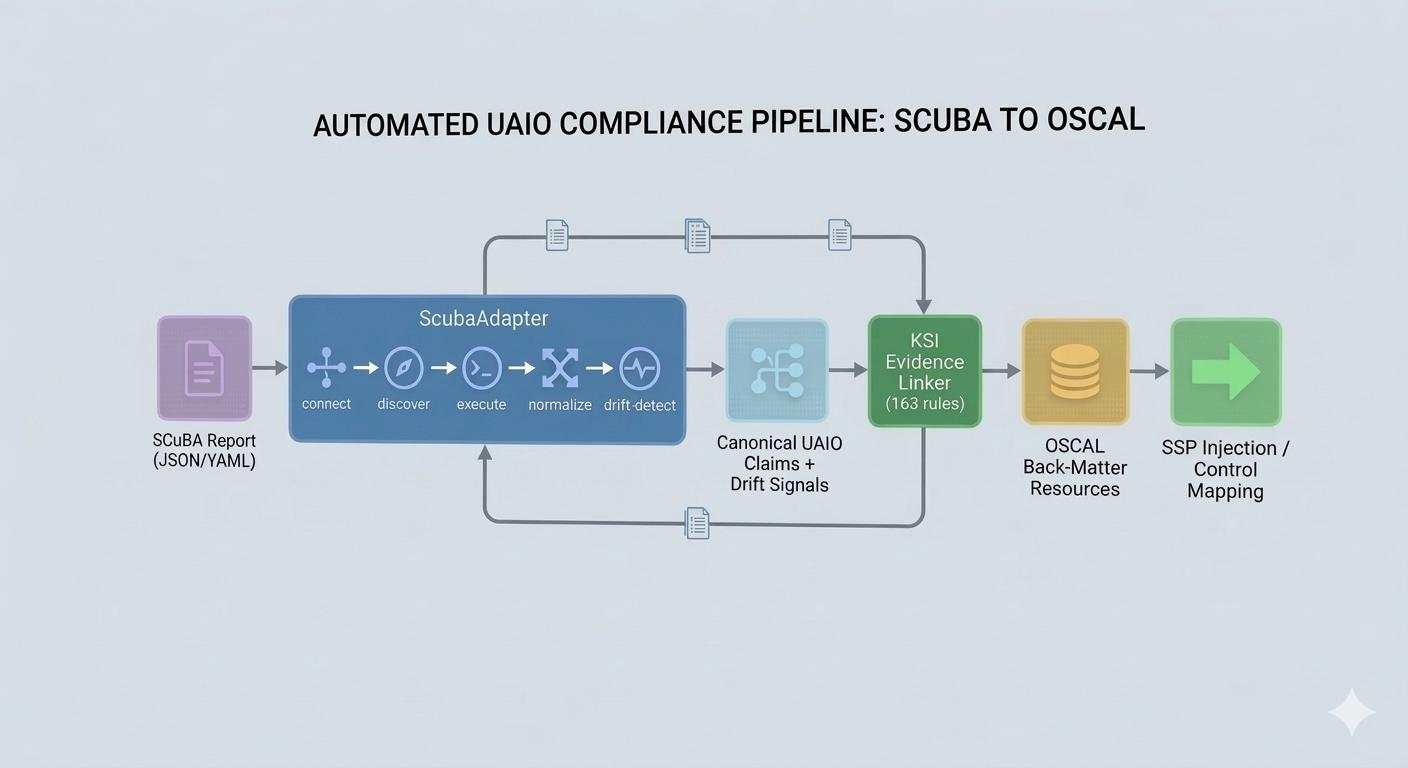 AUTOMATED UAIO COMPLIANCE PIPELINE: SCUBA TO OSCAL
ScubaAdapter
connect
discover
execute
normalize
drift-detect
SCuBA Report
(JSON/YAML)
Canonical UAIO
Claims +
Drift Signals
KSI
Evidence
Linker
(163 rules)
OSCAL
Back-Matter
Resources
SSP Injection /
Control
Mapping